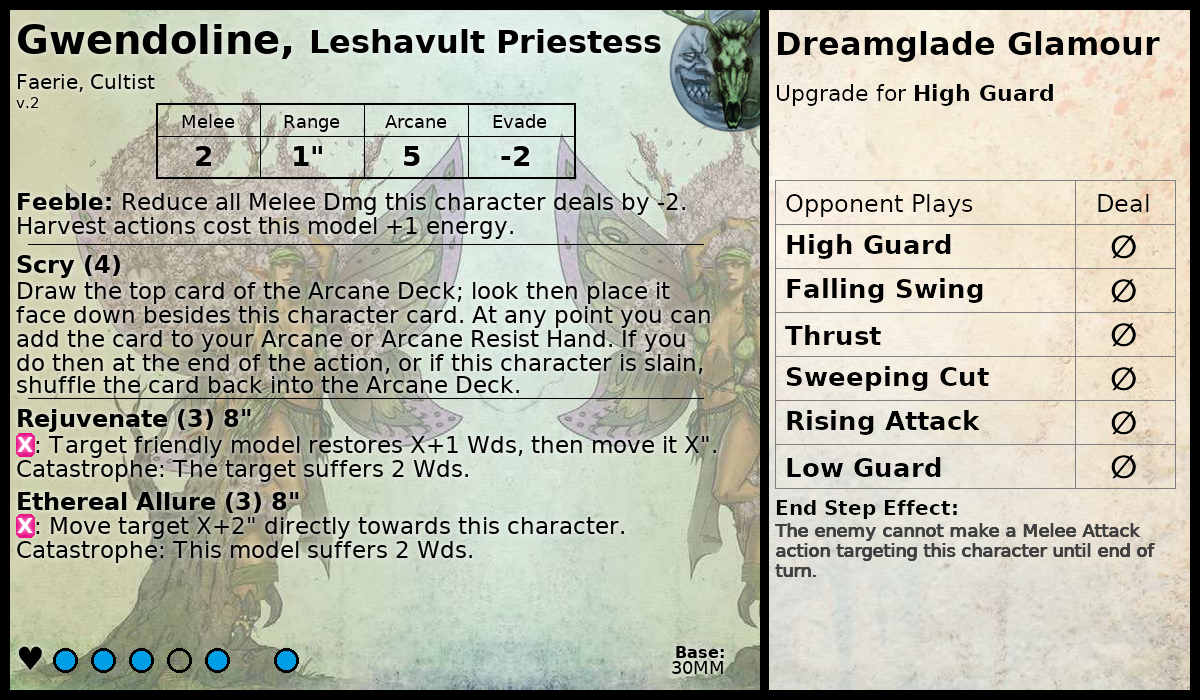 Gwendoline, Leshavult Priestess
Faerie, Cultist
v.2
Melee Range Arcane Evade
2 1" 5 -2
Feeble: Reduce all Melee Dmg this character deals by -2.
Harvest actions cost this model +1 energy.
Scry (4)
Draw the top card of the Arcane Deck; look then place it
face down besides this character card. At any point you can
add the card to your Arcane or Arcane Resist Hand. If you
do then at the end of the action, or if this character is slain,
shuffle the card back into the Arcane Deck.
Rejuvenate (3) 8"
X: Target friendly model restores X+1 Wds, then move it X".
Catastrophe: The target suffers 2 Wds.
Ethereal Allure (3) 8"
X: Move target X+2" directly towards this character.
Catastrophe: This model suffers 2 Wds.
Base:
30MM
Dreamglade Glamour
Upgrade for High Guard
Opponent Plays Deal
High Guard ∅
Falling Swing ∅
Thrust ∅
Sweeping Cut ∅
Rising Attack ∅
Low Guard ∅
End Step Effect:
The enemy cannot make a Melee Attack
action targeting this character until end of
turn.